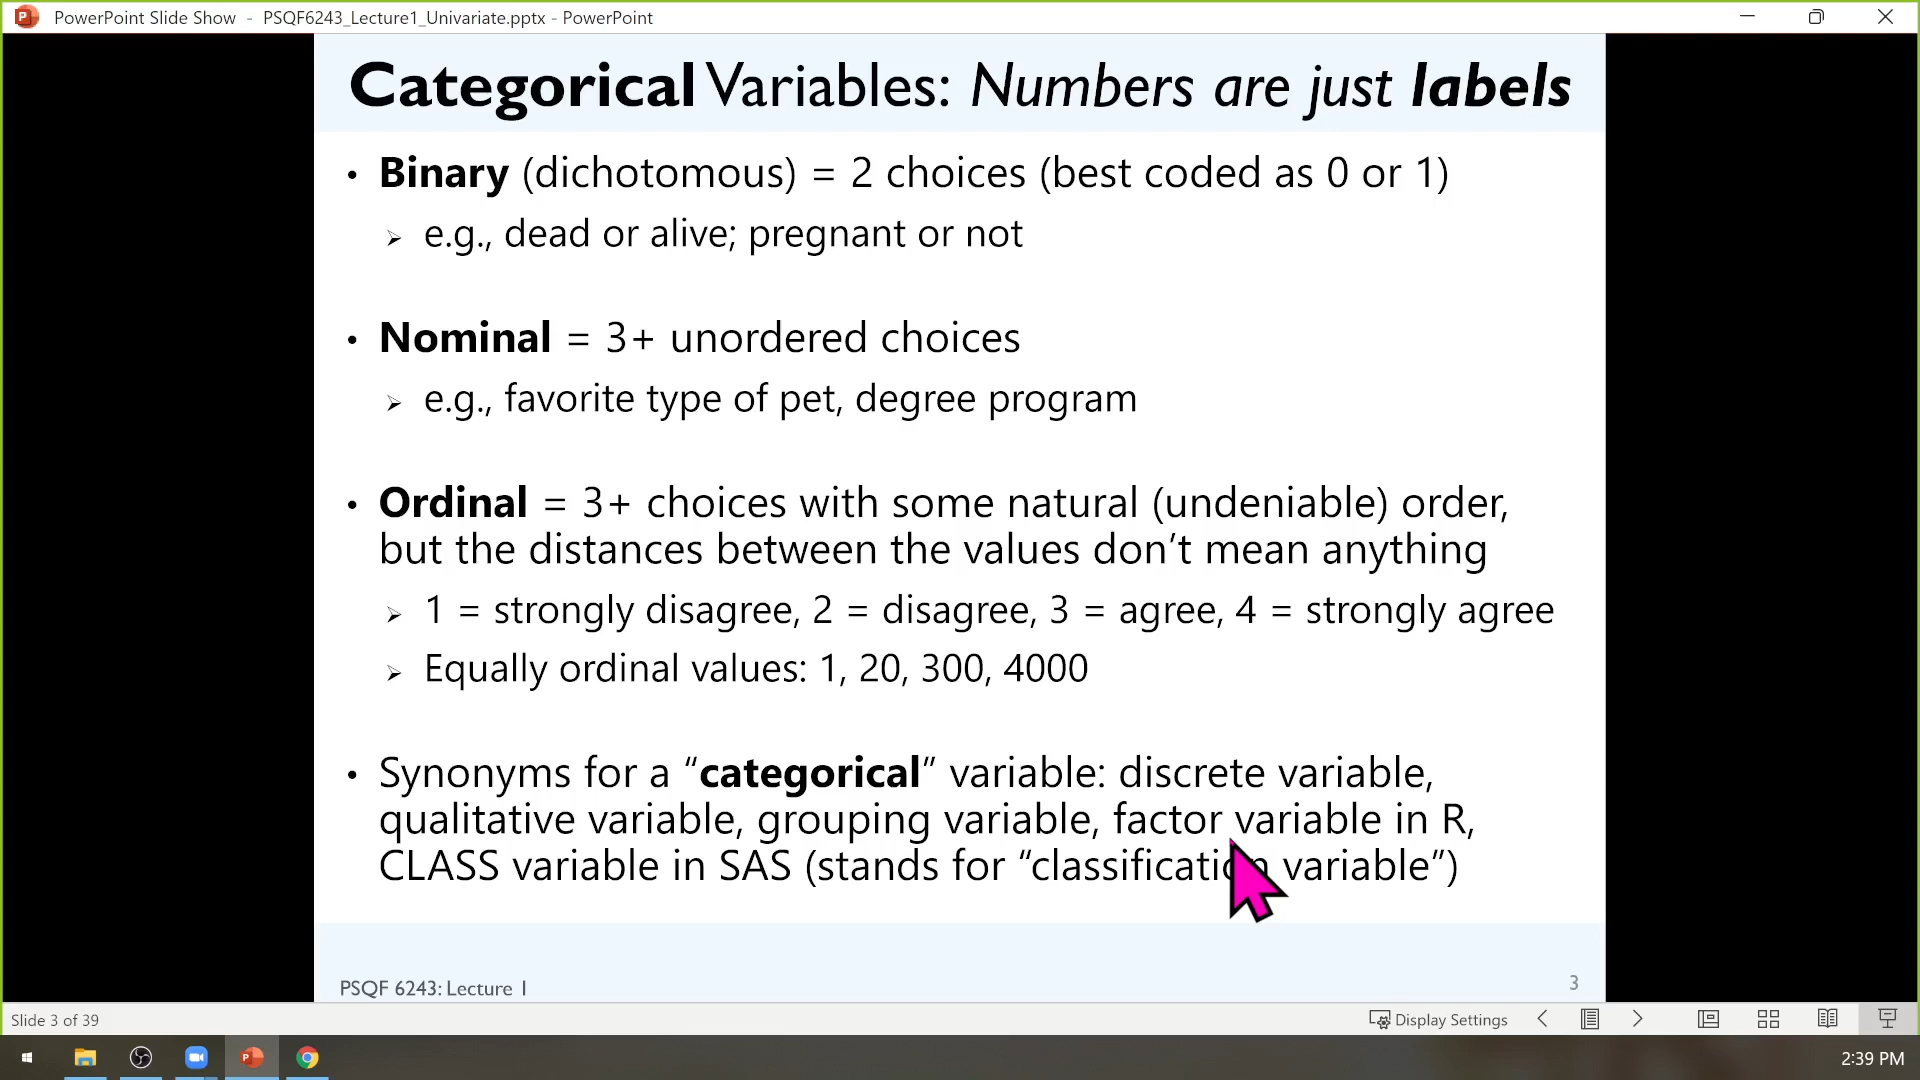 PowerPoint Slide Show - PSQF6243_Lecture1_Univariate.pptx - PowerPoint
Categorical Variables: Numbers are just labels
• Binary (dichotomous) = 2 choices (best coded as 0 or 1)
➢ e.g., dead or alive; pregnant or not
• Nominal = 3+ unordered choices
➢ e.g., favorite type of pet, degree program
• Ordinal = 3+ choices with some natural (undeniable) order,
but the distances between the values don’t mean anything
➢ 1 = strongly disagree, 2 = disagree, 3 = agree, 4 = strongly agree
➢ Equally ordinal values: 1, 20, 300, 4000
• Synonyms for a “categorical” variable: discrete variable,
qualitative variable, grouping variable, factor variable in R,
CLASS variable in SAS (stands for “classification variable”)
PSQF 6243: Lecture 1
3
Slide 3 of 39
Display Settings
2:39 PM